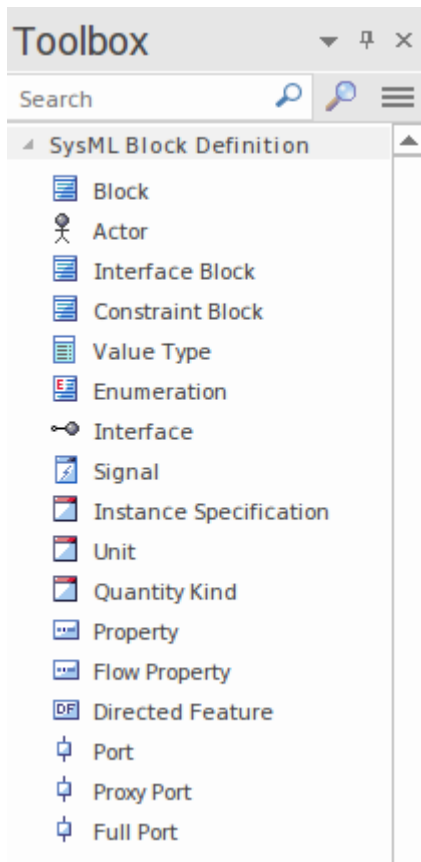 Toolbox
Search
SysML Block Definition
Block
Actor
Interface Block
Constraint Block
Value Type
E Enumeration
Interface
Signal
Instance Specification
Unit
Quantity Kind
Property
Flow Property
DF Directed Feature
Port
Proxy Port
Full Port